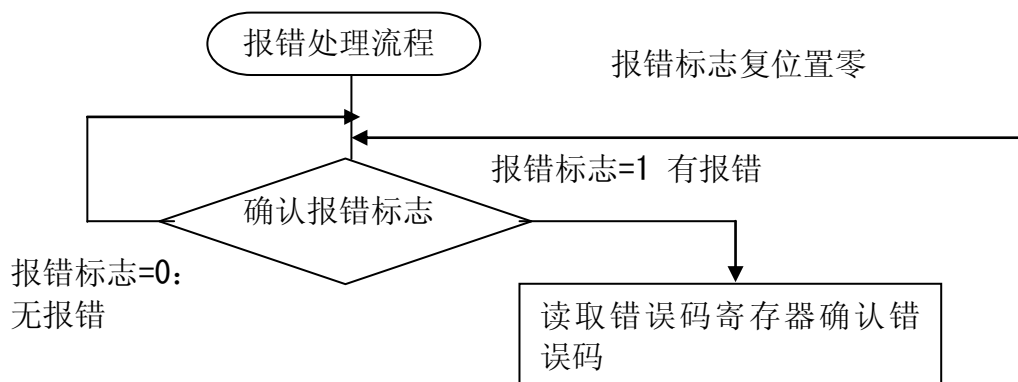 报错处理流程
报错标志复位置零
报错标志=1 有报错
确认报错标志
报错标志=0：
无报错
读取错误码寄存器确认错
误码